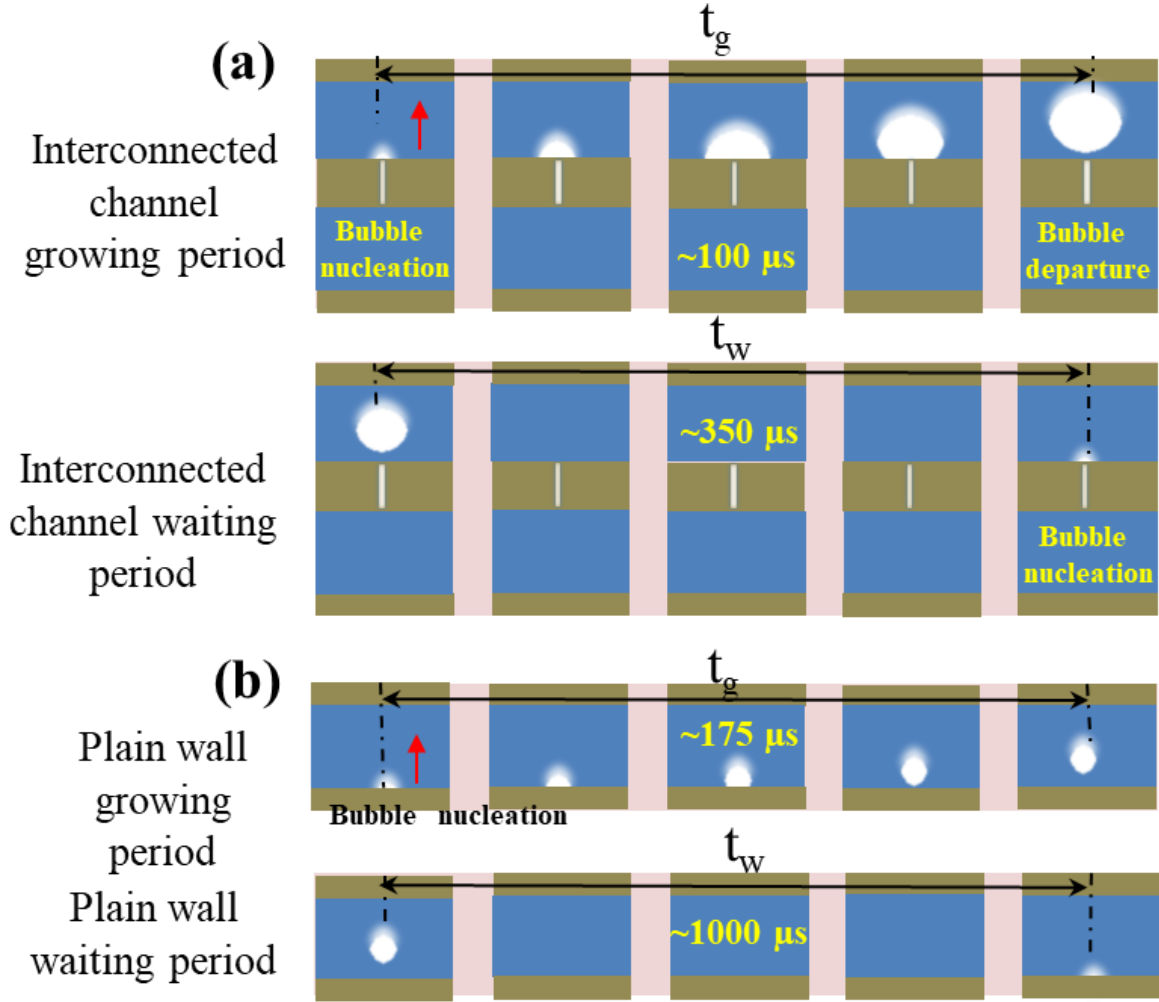 (a)
t_g
Interconnected
channel
growing period
Bubble
nucleation
~100 μs
Bubble
departure
t_w
~350 μs
Interconnected
channel waiting
period
Bubble
nucleation
(b)
t_g
~175 μs
Plain wall
growing
period
Bubble nucleation
t_w
Plain wall
waiting period
~1000 μs